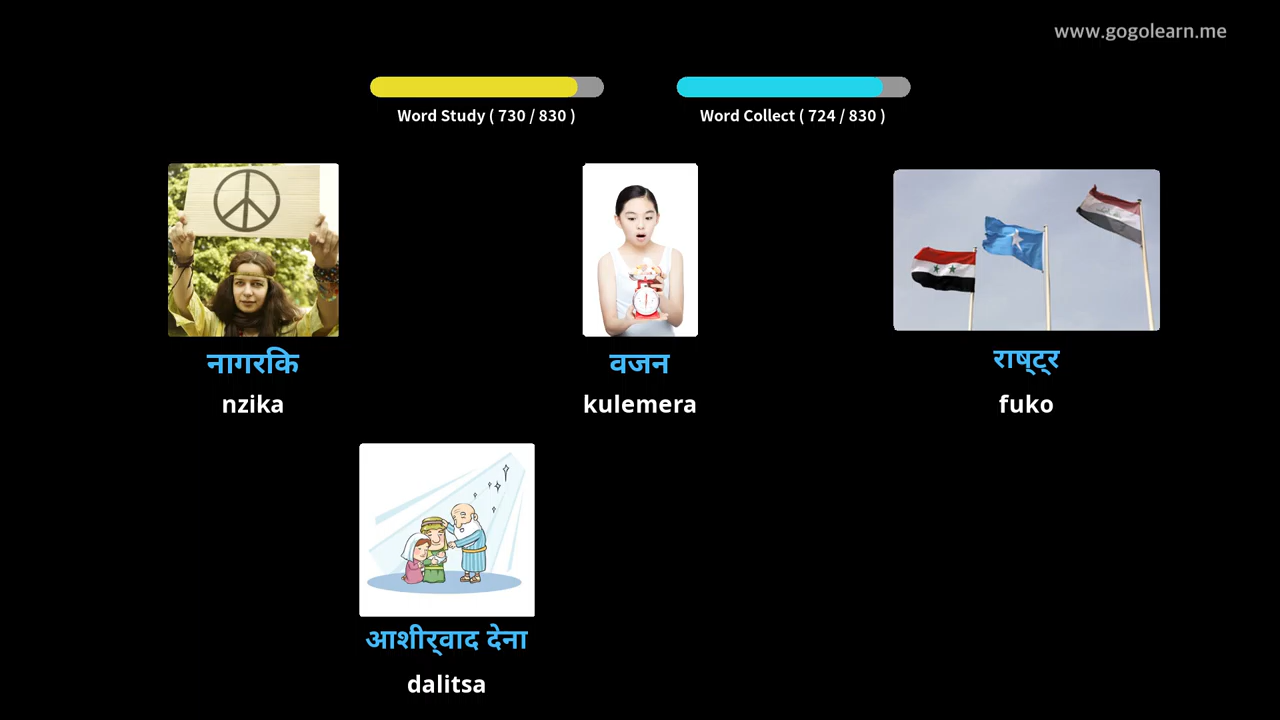 www.gogolearn.me
Word Study ( 730 / 830 )
Word Collect ( 724 / 830 )
नागरकि
वजन
राष्‌ट्र
nzika
kulemera
fuko
आशीर्‌वाद देना
dalitsa